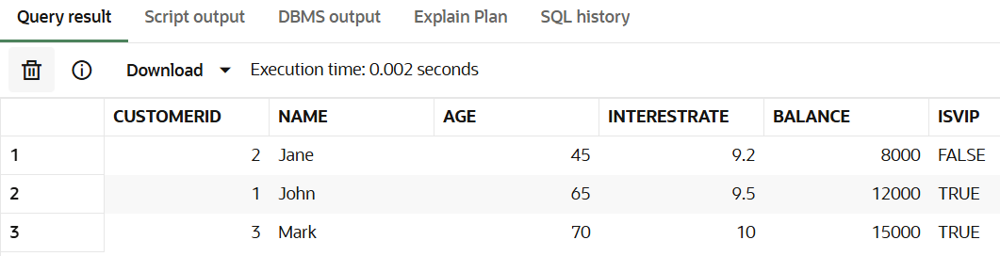 Query result Script output DBMS output Explain Plan SQL history
Download Execution time: 0.002 seconds
CUSTOMERID NAME AGE INTERESTRATE BALANCE ISVIP
1 2 Jane 45 9.2 8000 FALSE
2 1 John 65 9.5 12000 TRUE
3 3 Mark 70 10 15000 TRUE